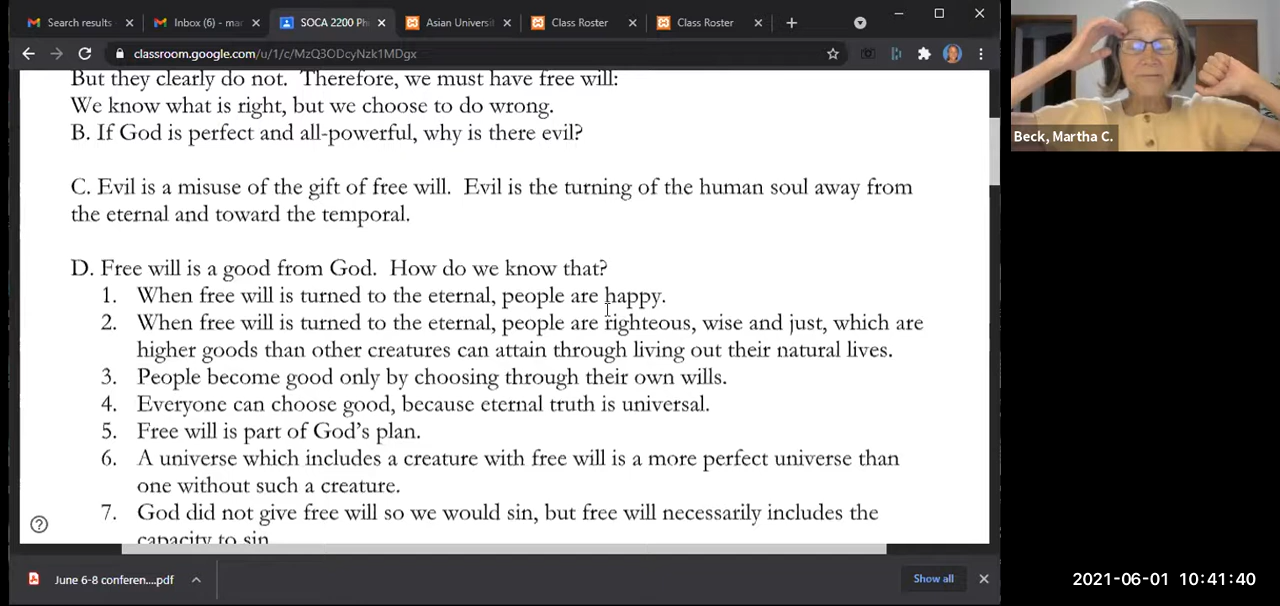 Search results
Inbox (6) - mar
SOCA 2200 Ph
Asian Universit
Class Roster
Class Roster
classroom.google.com/u/1/c/MzQ3ODcyNzk1MDgx
But they clearly do not. Therefore, we must have free will:
We know what is right, but we choose to do wrong.
B. If God is perfect and all-powerful, why is there evil?
C. Evil is a misuse of the gift of free will. Evil is the turning of the human soul away from
the eternal and toward the temporal.
D. Free will is a good from God. How do we know that?
1. When free will is turned to the eternal, people are happy.
2. When free will is turned to the eternal, people are righteous, wise and just, which are
higher goods than other creatures can attain through living out their natural lives.
3. People become good only by choosing through their own wills.
4. Everyone can choose good, because eternal truth is universal.
5. Free will is part of God's plan.
6. A universe which includes a creature with free will is a more perfect universe than
one without such a creature.
7. God did not give free will so we would sin, but free will necessarily includes the
capacity to sin
June 6-8 conferen....pdf
Show all
Beck, Martha C.
2021-06-01 10:41:40